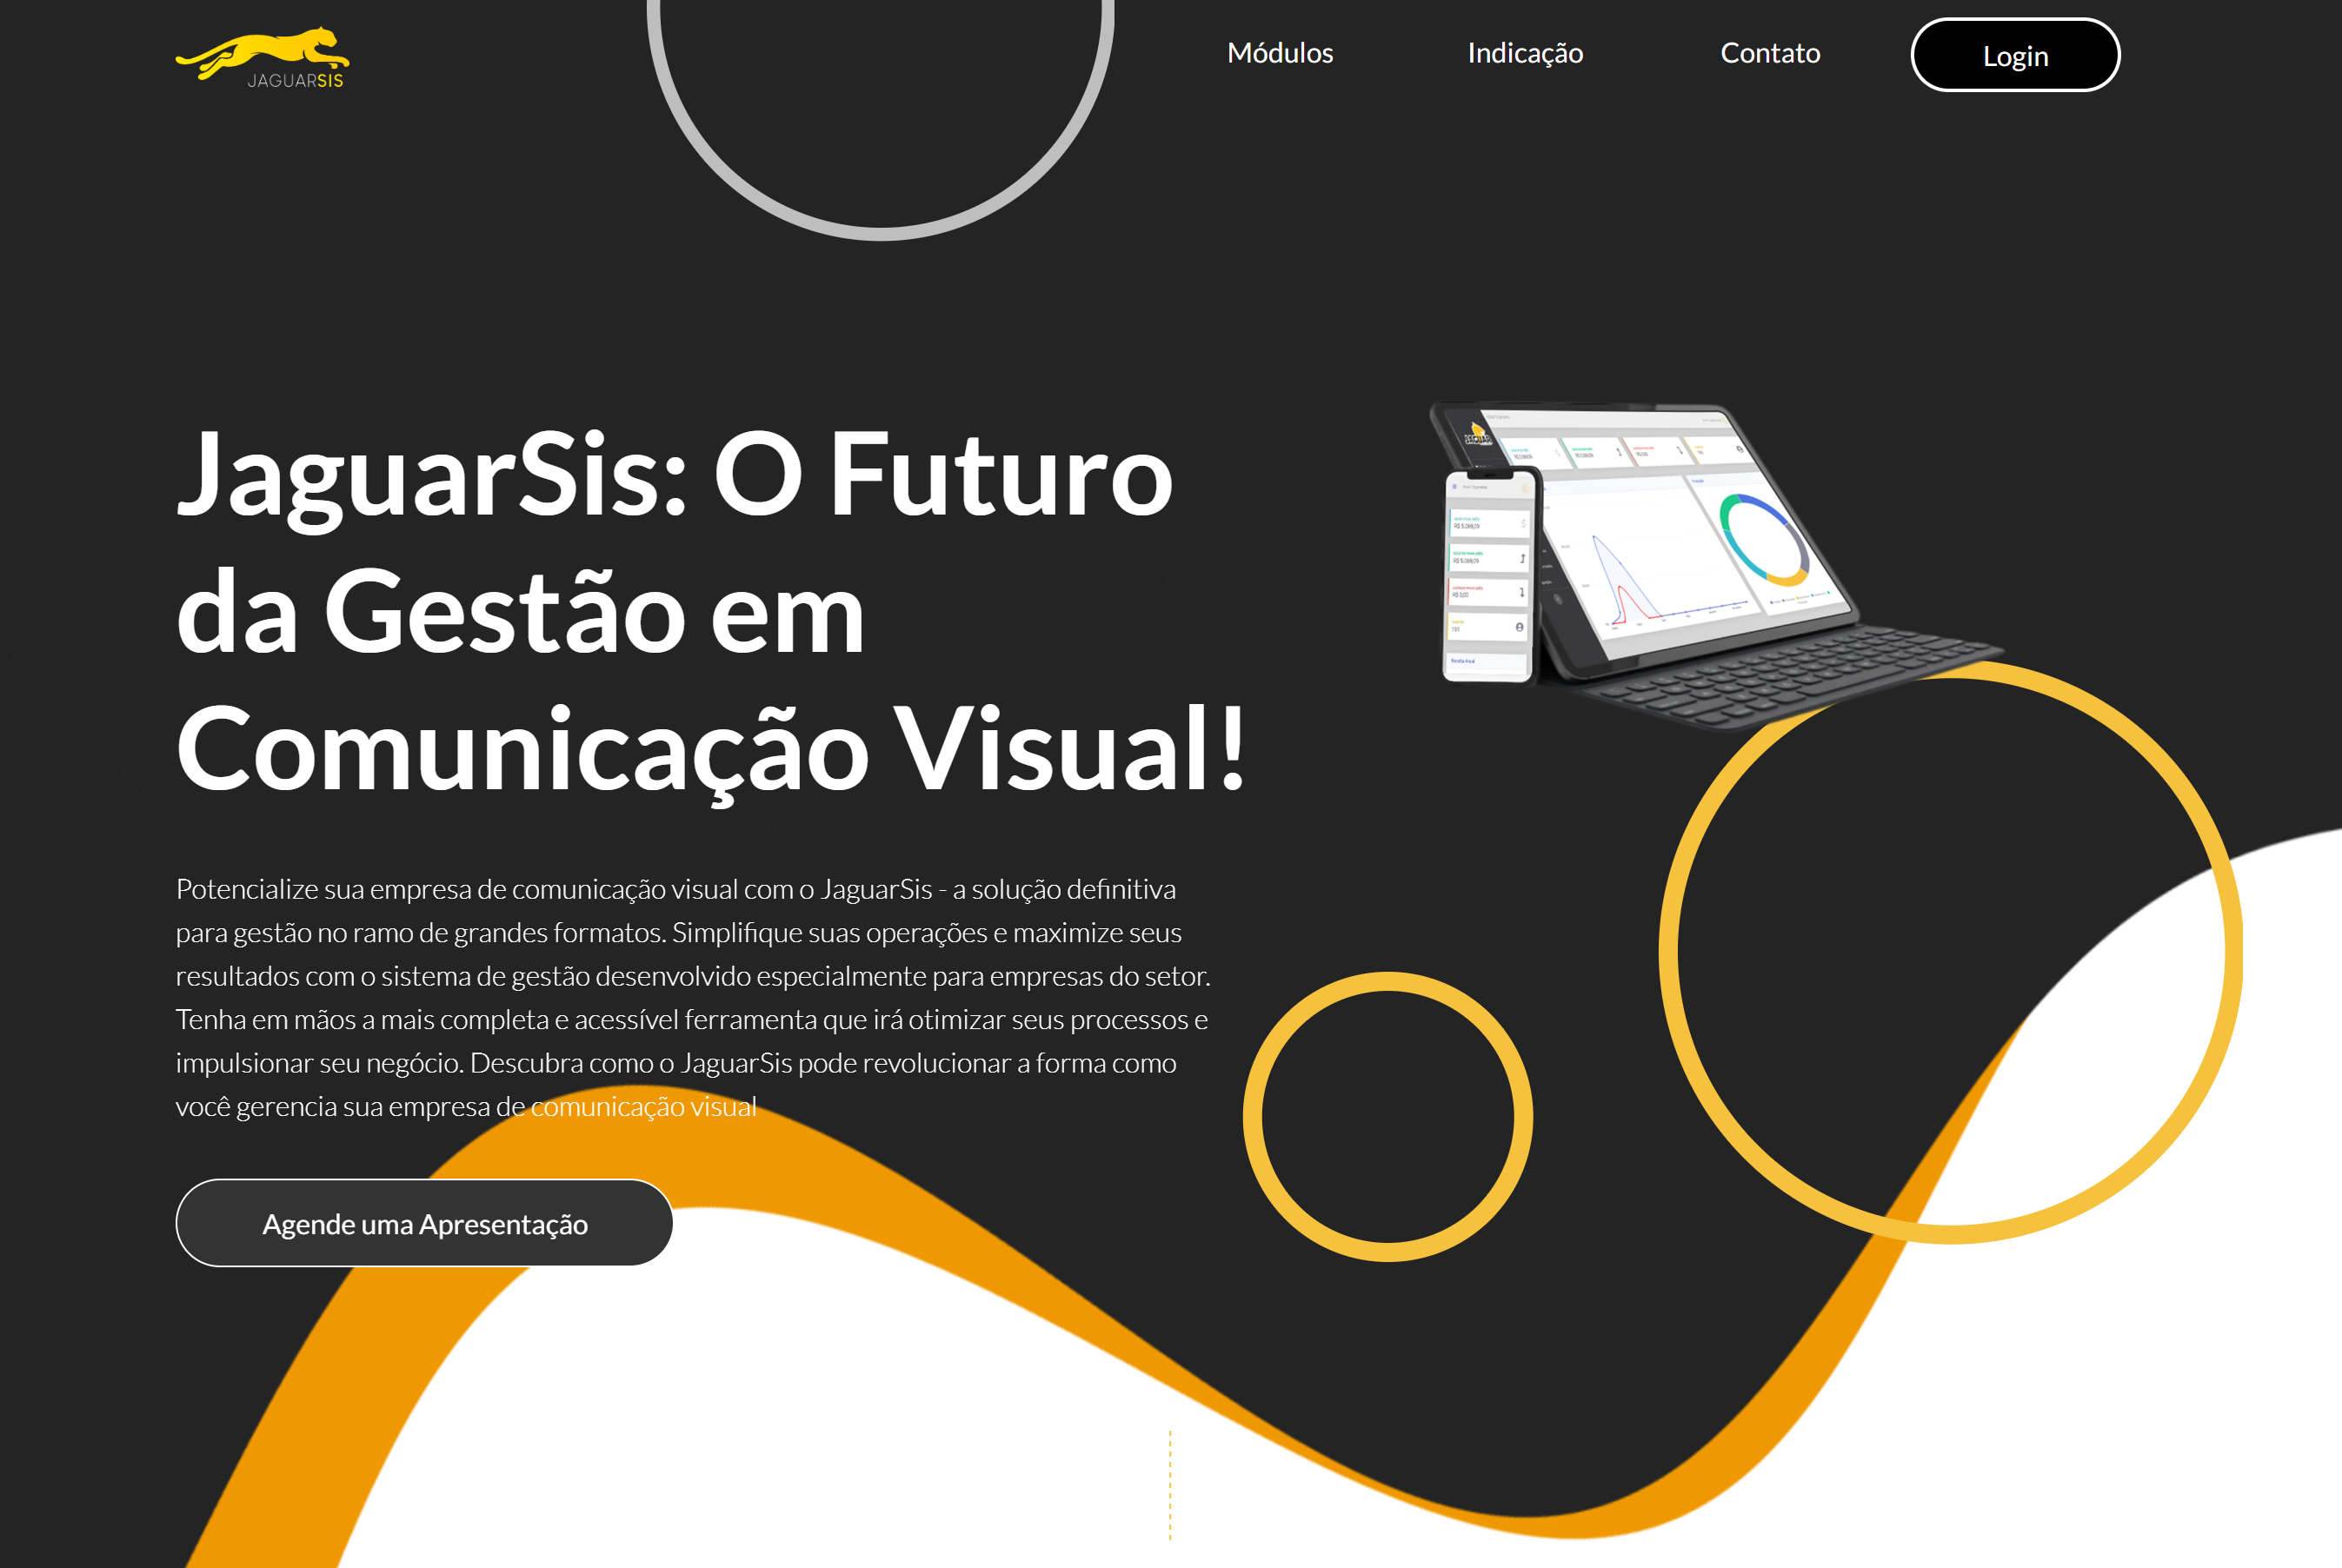 JAGUARSIS
Módulos
Indicação
Contato
Login
JaguarSis: O Futuro
da Gestão em
Comunicação Visual!
Potencialize sua empresa de comunicação visual com o JaguarSis - a solução definitiva
para gestão no ramo de grandes formatos. Simplifique suas operações e maximize seus
resultados com o sistema de gestão desenvolvido especialmente para empresas do setor.
Tenha em mãos a mais completa e acessível ferramenta que irá otimizar seus processos e
impulsionar seu negócio. Descubra como o JaguarSis pode revolucionar a forma como
você gerencia sua empresa de comunicação visual
Agende uma Apresentação